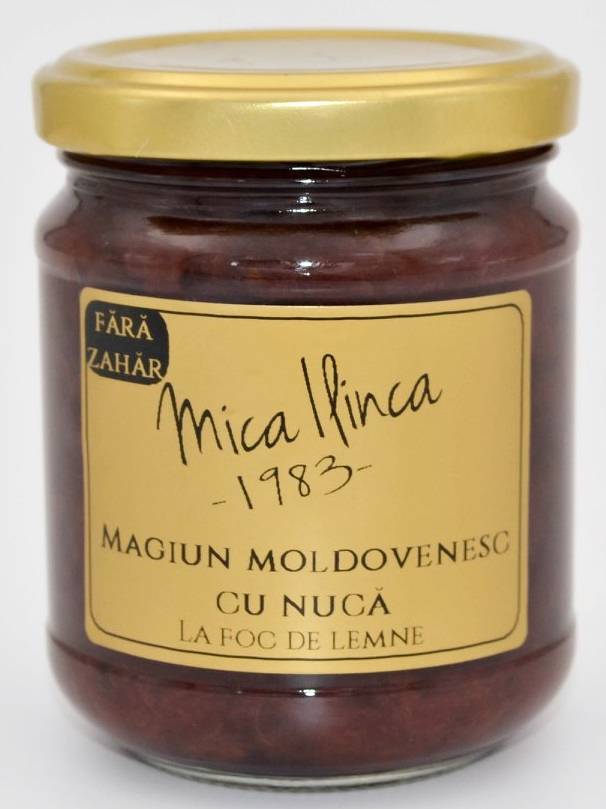 FĂRĂ
ZAHĂR
Mica Ilinca
-1983-
MAGIUN MOLDOVENESC
CU NUCĂ
LA FOC DE LEMNE